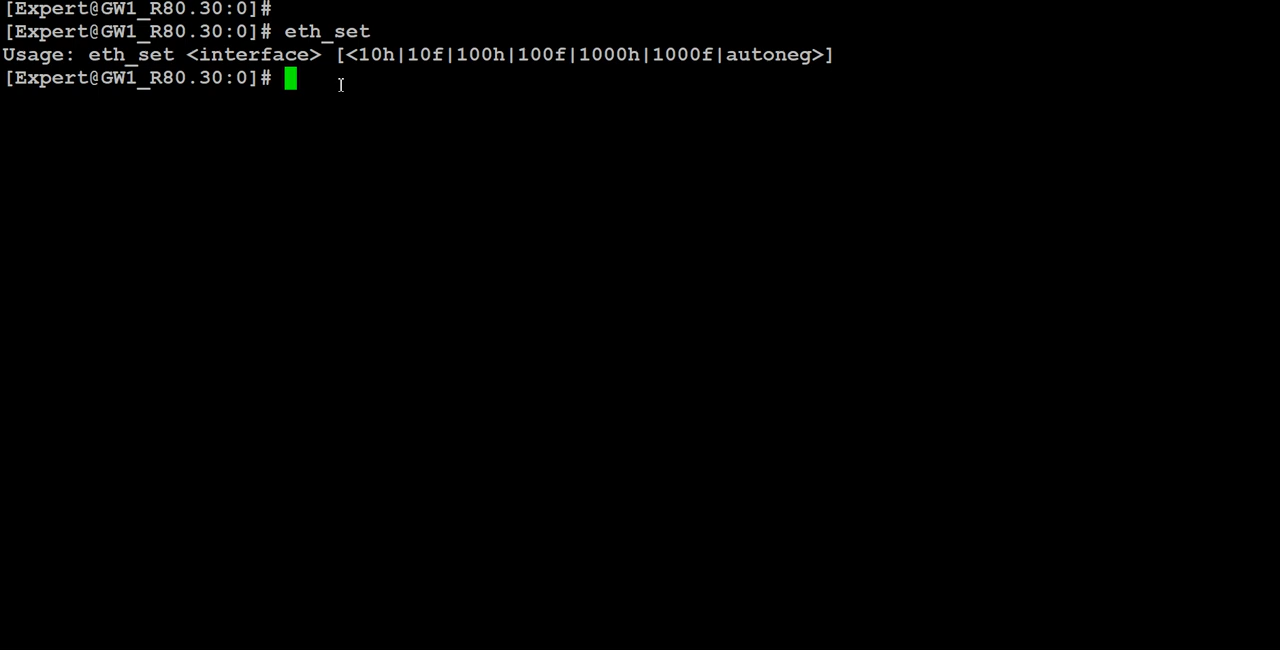 [Expert@GW1_R80.30:0]#
[Expert@GW1_R80.30:0]# eth_set
Usage: eth_set <interface> [<10h|10f|100h|100f|1000h|1000f|autoneg>]
[Expert@GW1_R80.30:0]#